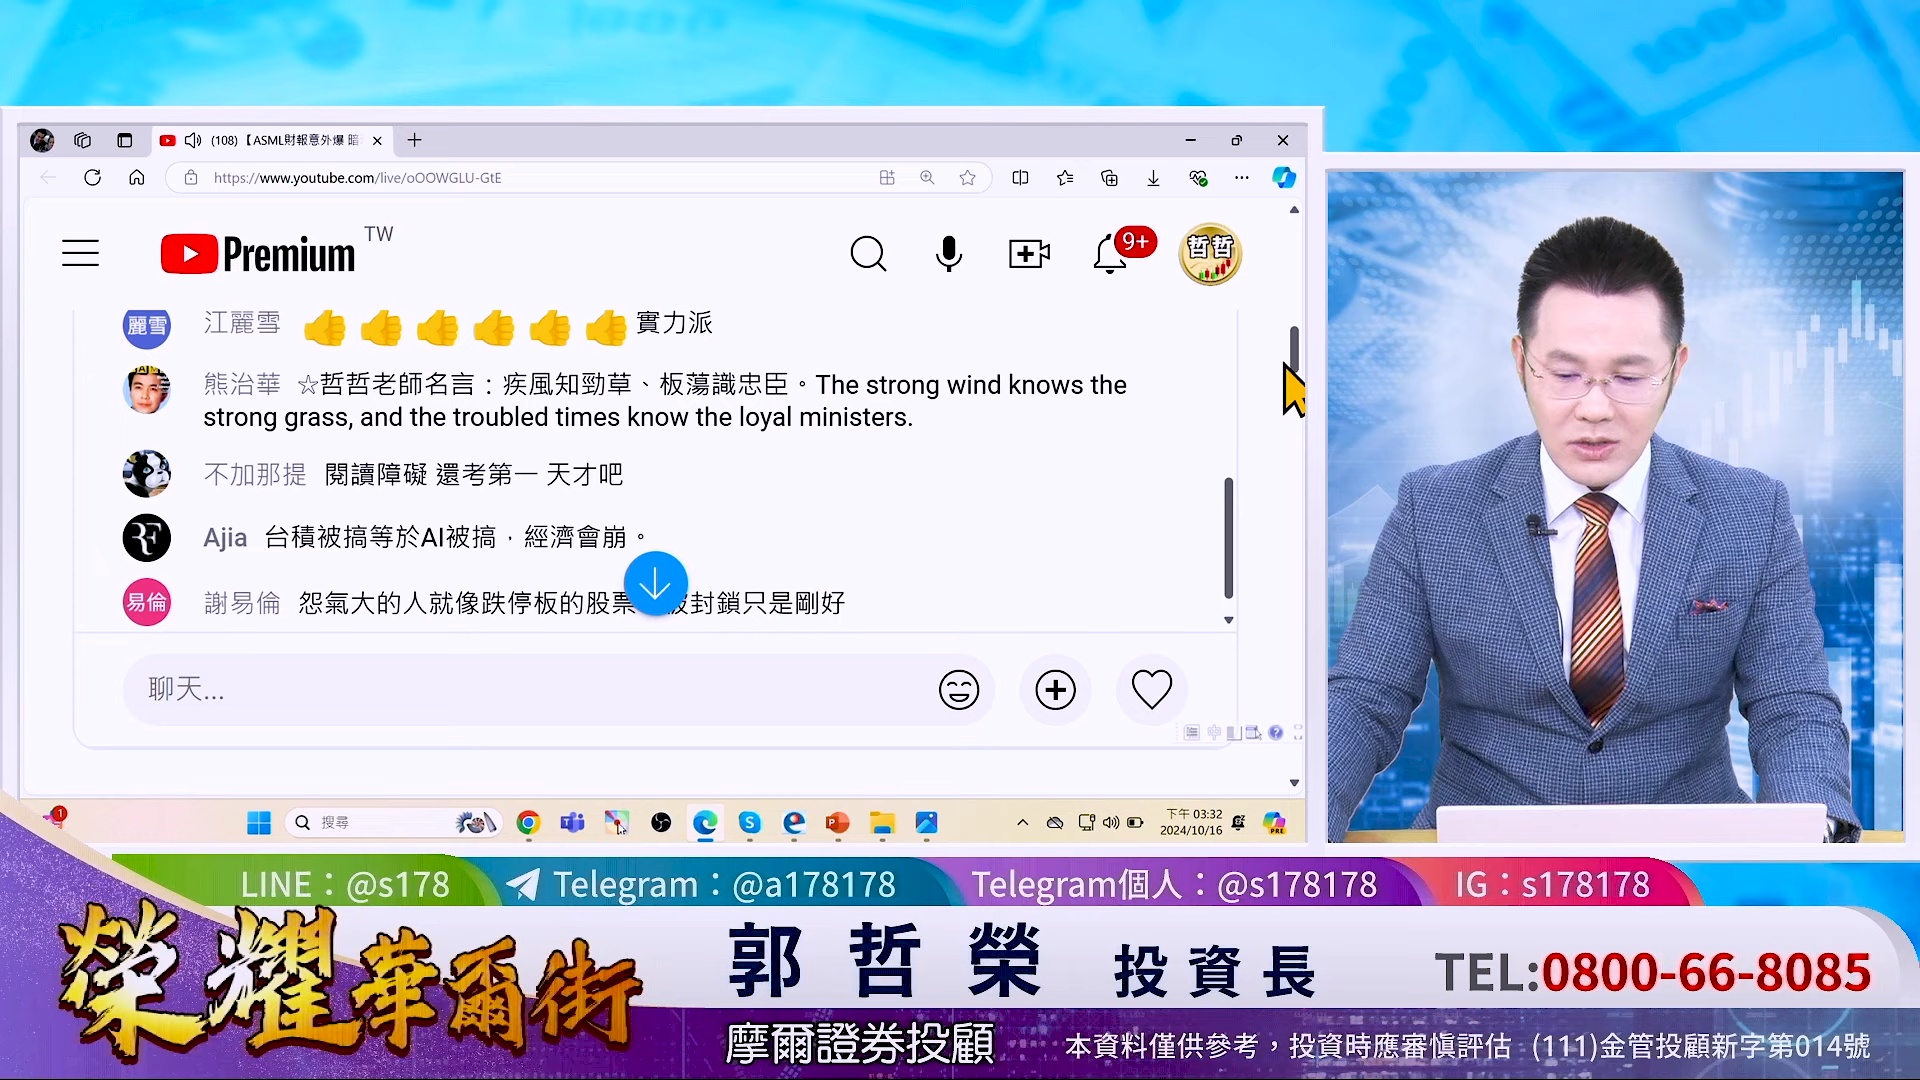 (108)【ASML財報意外爆 暗
https://www.youtube.com/live/oOOWGLU-GtE
Premium TW
9+
哲哲
麗雪 江麗雪 👍👍👍👍👍👍實力派
熊治華 ☆哲哲老師名言：疾風知勁草、板蕩識忠臣。The strong wind knows the
strong grass, and the troubled times know the loyal ministers.
不加那提 閱讀障礙 還考第一 天才吧
Ajia 台積被搞等於AI被搞，經濟會崩。
易倫 謝易倫 怨氣大的人就像跌停板的股票 被封鎖只是剛好
聊天...
1
搜尋
下午 03:32
2024/10/16
LINE：@s178
Telegram：@a178178
Telegram個人：@s178178
IG：s178178
榮耀華爾街
郭哲榮 投資長
TEL:0800-66-8085
摩爾證券投顧
本資料僅供參考，投資時應審慎評估 (111)金管投顧新字第014號